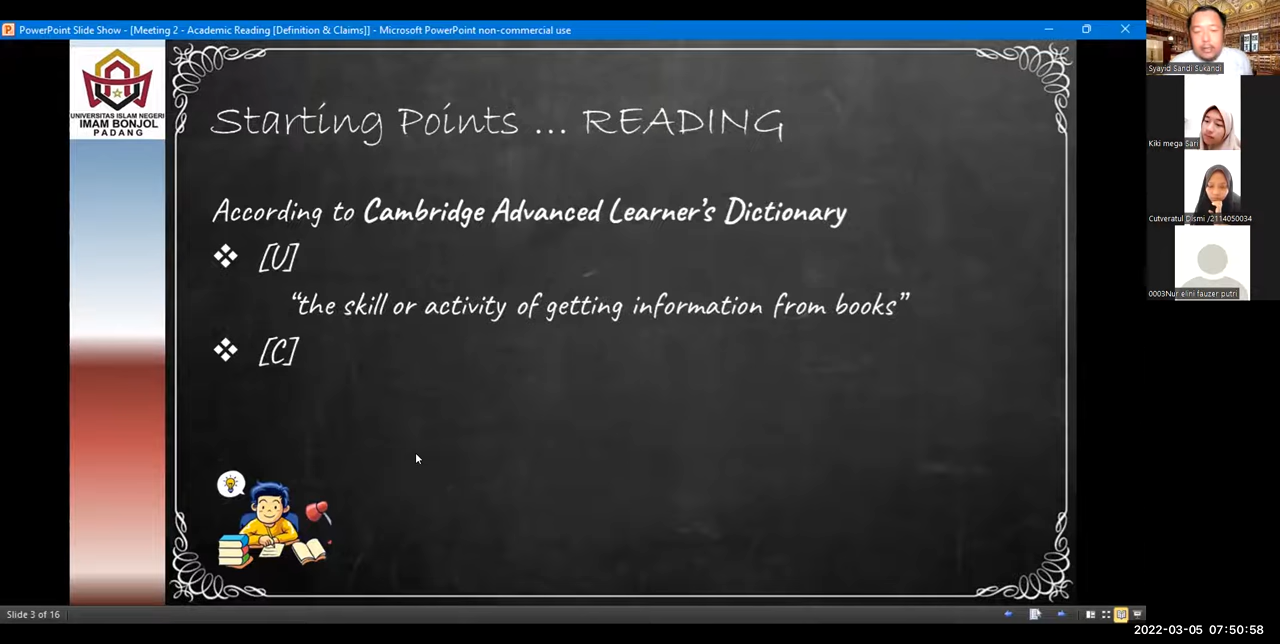 PowerPoint Slide Show - [Meeting 2 - Academic Reading [Definition & Claims]] - Microsoft PowerPoint non-commercial use
UNIVERSITAS ISLAM NEGERI
IMAM BONJOL
PADANG
Starting Points ... READING
According to Cambridge Advanced Learner's Dictionary
❖ [U]
“the skill or activity of getting information from books”
❖ [C]
Slide 3 of 16
Syayid Sandi Sukandi
Kiki mega Sari
Cutveratul Dismi /2114050034
0003Nur elini fauzer putri
2022-03-05 07:50:58